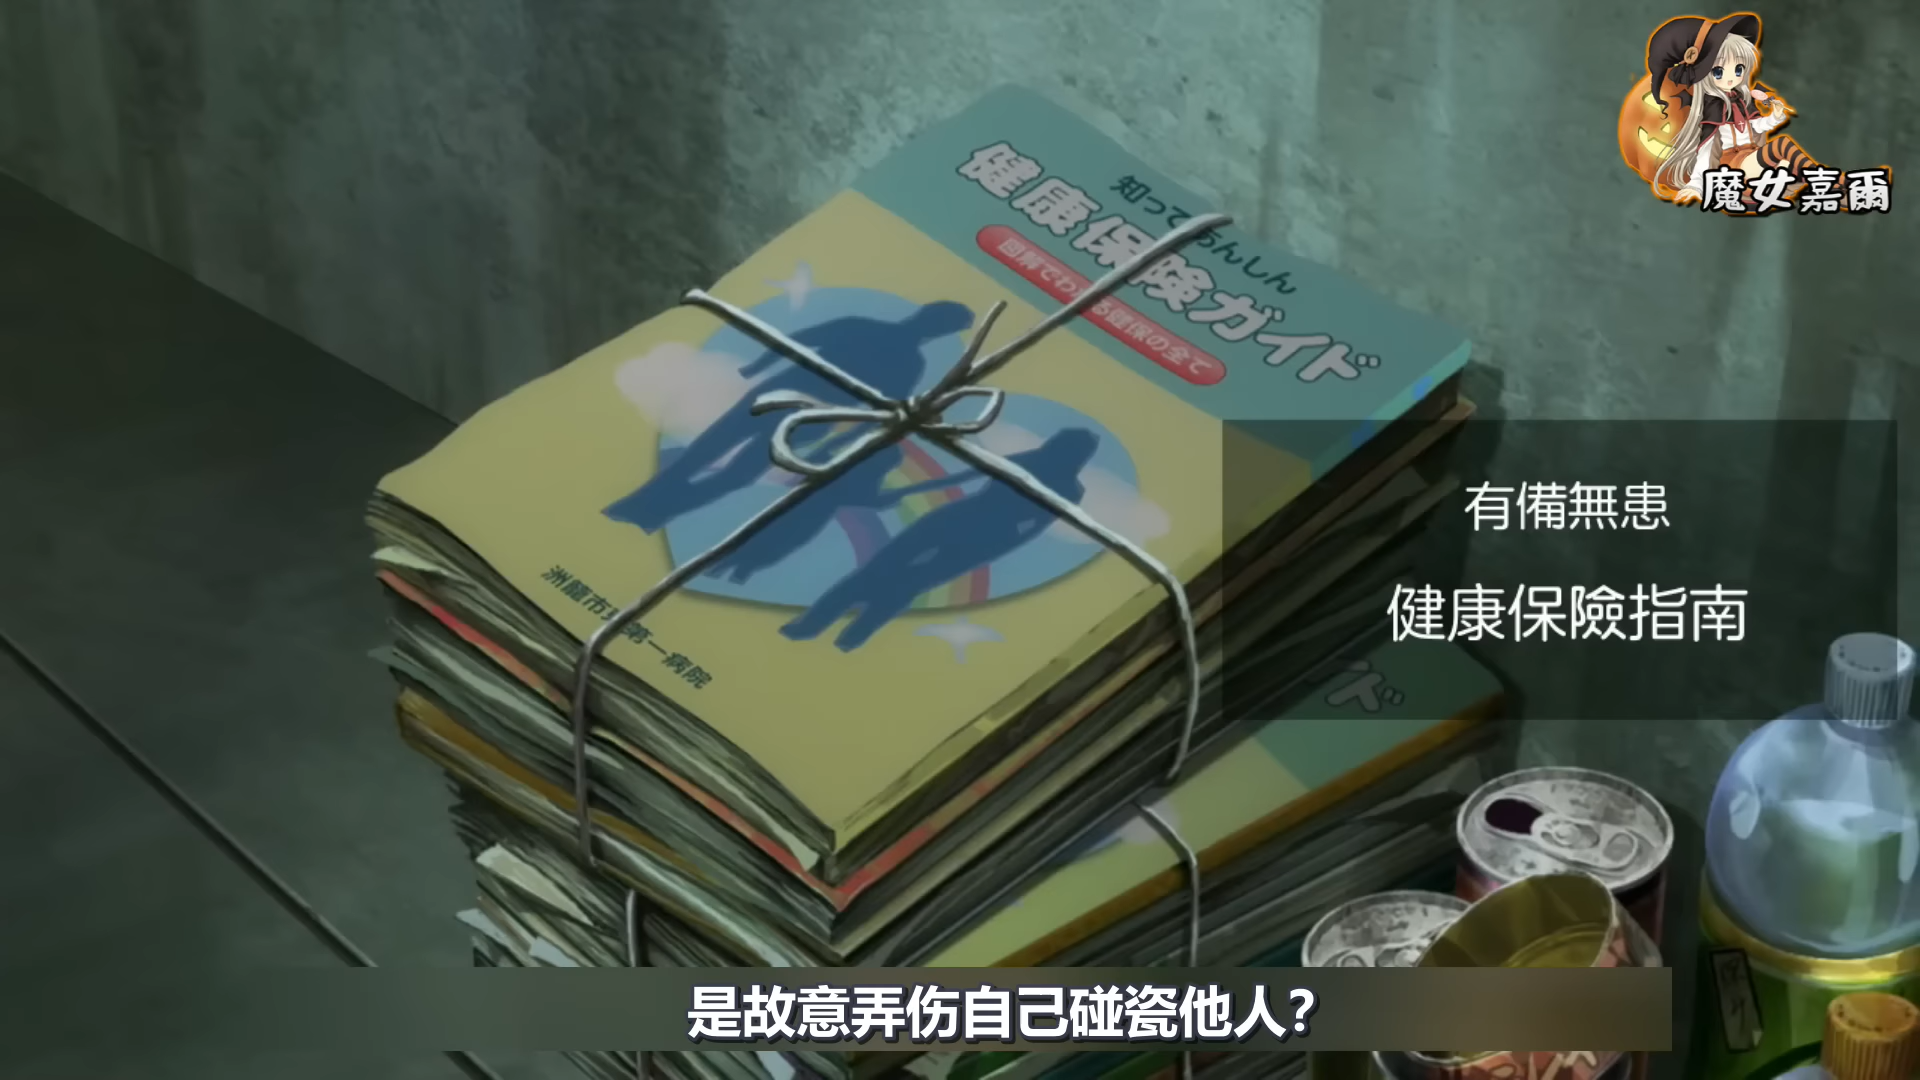 魔女嘉爾
知ってあんしん
健康保険ガイド
図解でわかる健保の全て
有備無患
健康保險指南
洲龍市立第一病院
イド
是故意弄伤自己碰瓷他人？